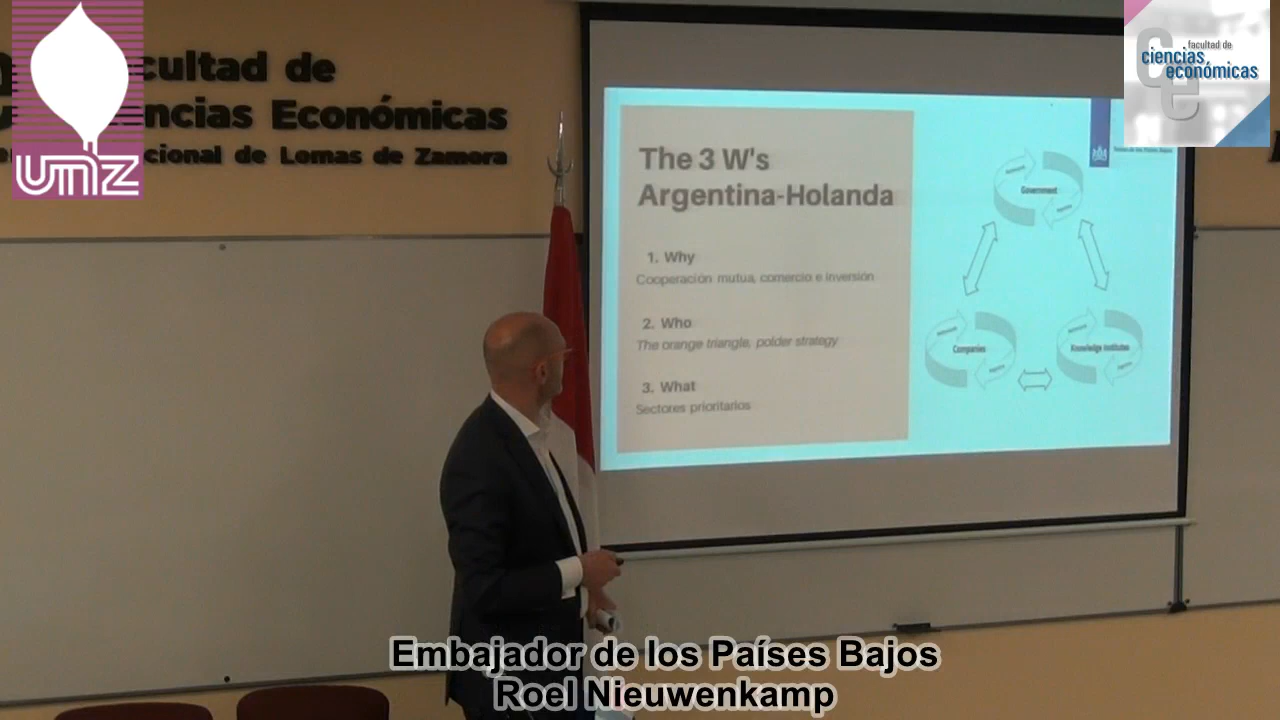 cultad de
ncias Económicas
cional de Lomas de Zamora
facultad de
ciencias
económicas
The 3 W's
Argentina-Holanda
1. Why
Cooperación mutua, comercio e inversión
2. Who
The orange triangle, polder strategy
3. What
Sectores prioritarios
Government
Companies
Knowledge Institutes
Embajador de los Países Bajos
Roel Nieuwenkamp